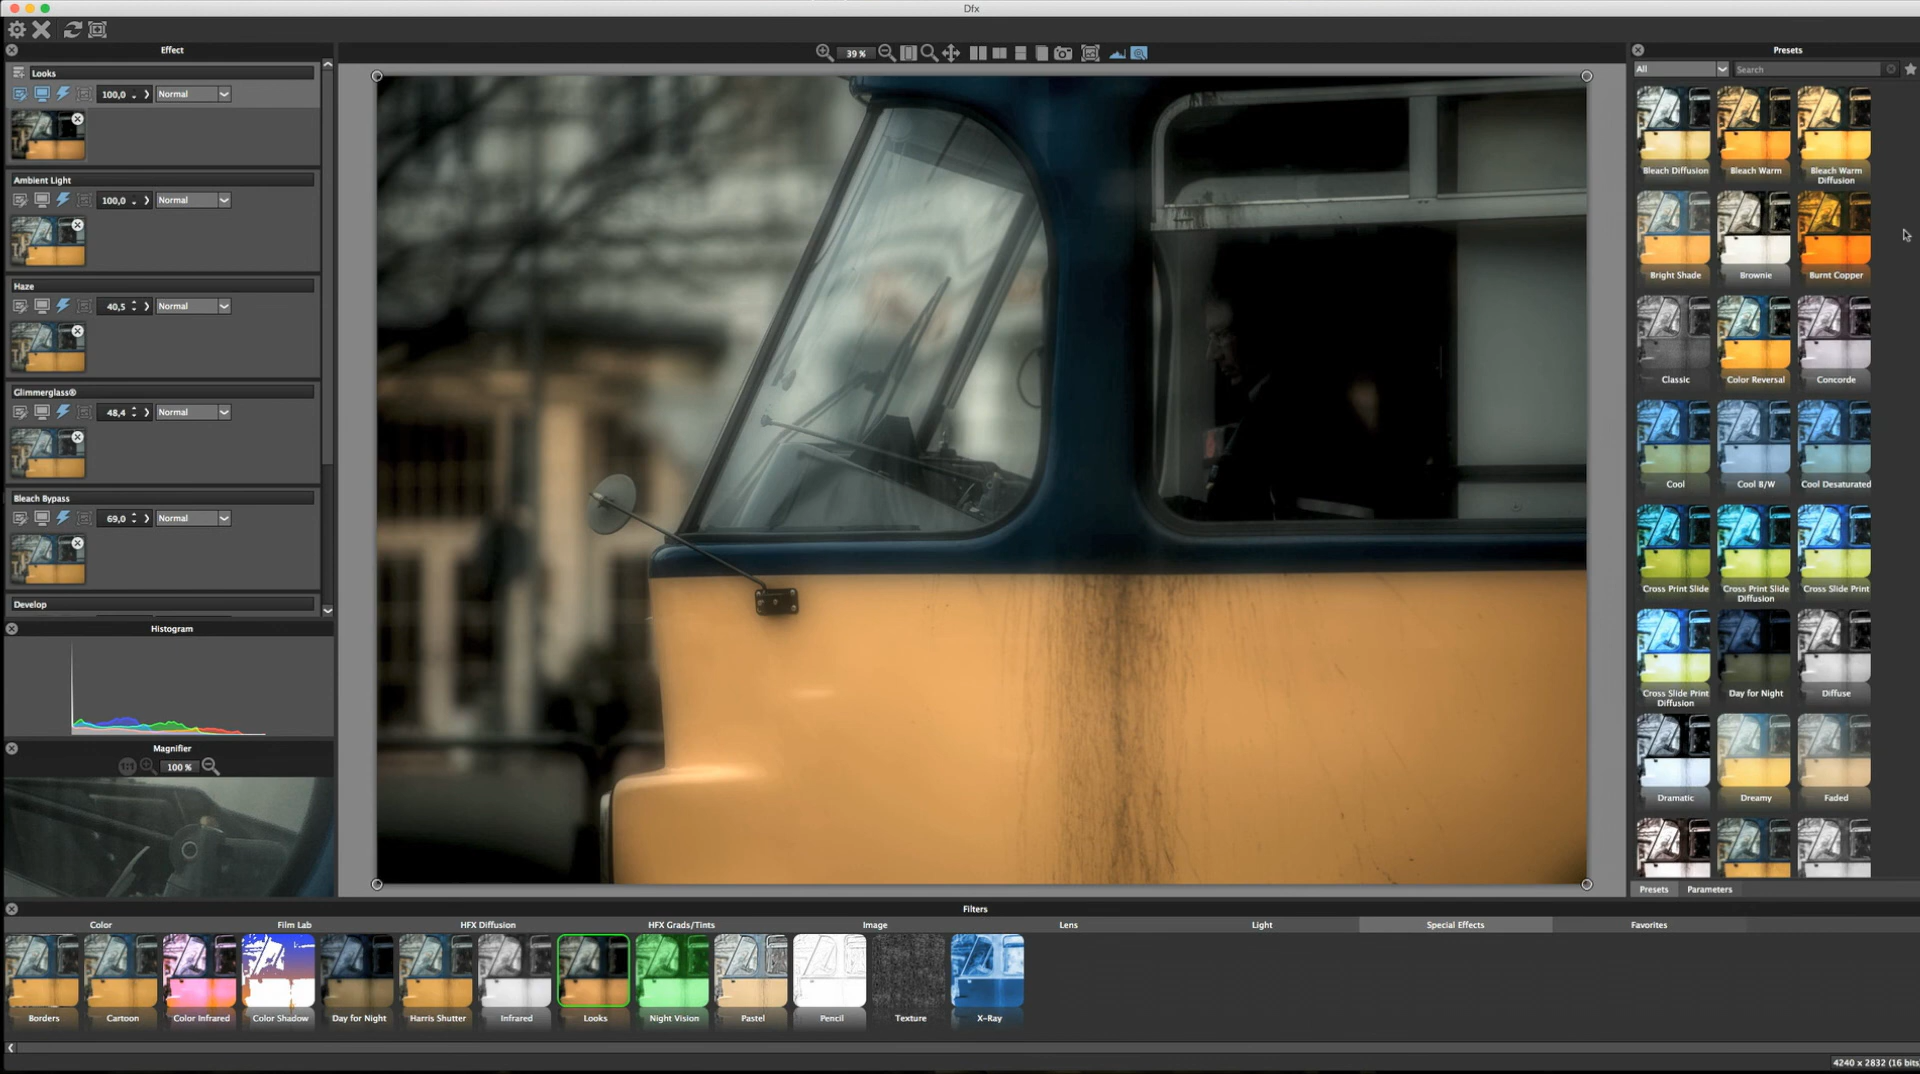 Dfx
Effect
39 %
Presets
Looks
100,0
Normal
All
Search
Ambient Light
100,0
Normal
Haze
40,5
Normal
Glimmerglass®
48,4
Normal
Bleach Bypass
69,0
Normal
Develop
Histogram
Magnifier
1:1
100 %
Bleach Diffusion
Bleach Warm
Bleach Warm
Diffusion
Bright Shade
Brownie
Burnt Copper
Classic
Color Reversal
Concorde
Cool
Cool B/W
Cool Desaturated
Cross Print Slide
Cross Print Slide
Diffusion
Cross Slide Print
Cross Slide Print
Diffusion
Day for Night
Diffuse
Dramatic
Dreamy
Faded
Presets
Parameters
Filters
Color
Film Lab
HFX Diffusion
HFX Grads/Tints
Image
Lens
Light
Special Effects
Favorites
Borders
Cartoon
Color Infrared
Color Shadow
Day for Night
Harris Shutter
Infrared
Looks
Night Vision
Pastel
Pencil
Texture
X-Ray
4240 x 2832 (16 bits